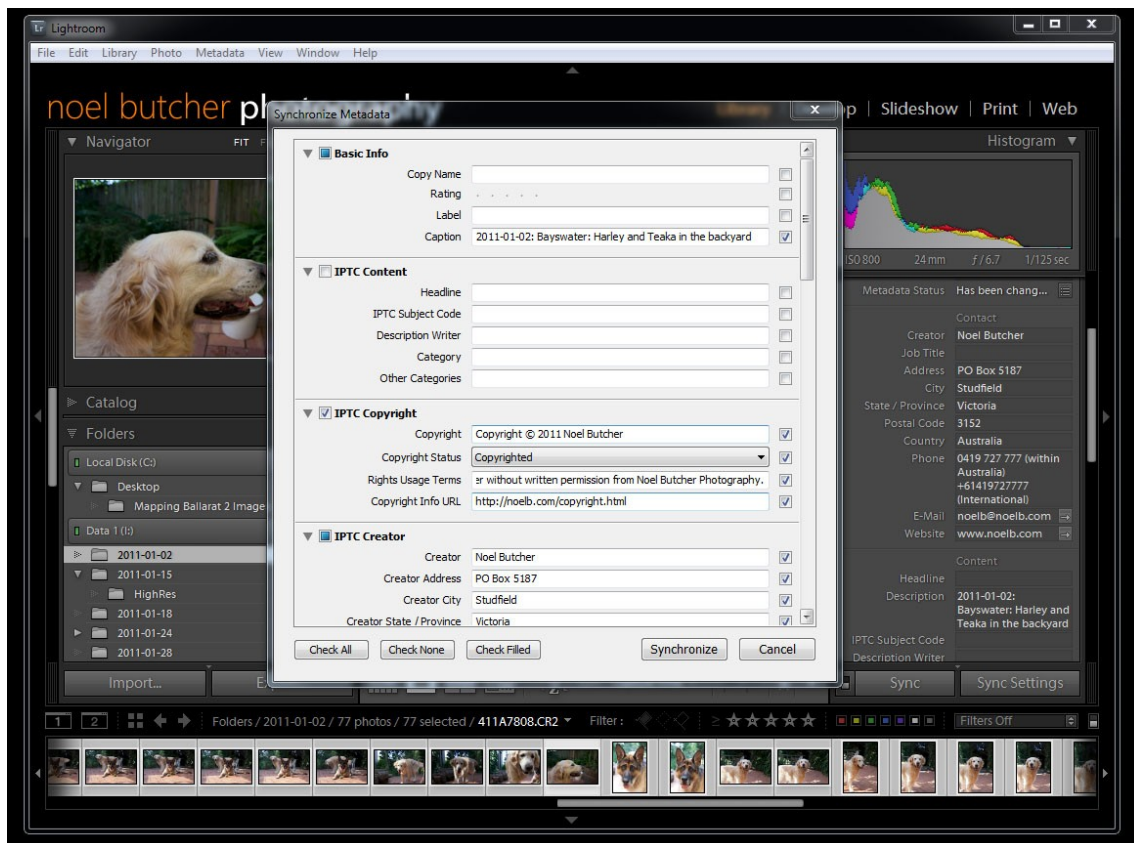 Lr Lightroom
File Edit Library Photo Metadata View Window Help
noel butcher
Slideshow | Print | Web
Navigator FIT
Histogram
ISO 800 24 mm f / 6.7 1/125 sec
Synchronize Metadata
Basic Info
Copy Name
Rating
Label
Caption 2011-01-02: Bayswater: Harley and Teaka in the backyard
IPTC Content
Headline
IPTC Subject Code
Description Writer
Category
Other Categories
IPTC Copyright
Copyright Copyright © 2011 Noel Butcher
Copyright Status Copyrighted
Rights Usage Terms er without written permission from Noel Butcher Photography.
Copyright Info URL http://noelb.com/copyright.html
IPTC Creator
Creator Noel Butcher
Creator Address PO Box 5187
Creator City Studfield
Creator State / Province Victoria
Check All Check None Check Filled Synchronize Cancel
Catalog
Folders
Local Disk (C:)
Desktop
Mapping Ballarat 2 Image
Data 1 (I:)
2011-01-02
2011-01-15
HighRes
2011-01-18
2011-01-24
2011-01-28
Import...
Metadata Status Has been chang...
Contact
Creator Noel Butcher
Job Title
Address PO Box 5187
City Studfield
State / Province Victoria
Postal Code 3152
Country Australia
Phone 0419 727 777 (within
Australia)
+61419727777
(International)
E-Mail noelb@noelb.com
Website www.noelb.com
Content
Headline
Description 2011-01-02:
Bayswater: Harley and
Teaka in the backyard
IPTC Subject Code
Description Writer
Sync Sync Settings
1 2 Folders / 2011-01-02 / 77 photos / 77 selected / 411A7808.CR2 Filter : Filters Off